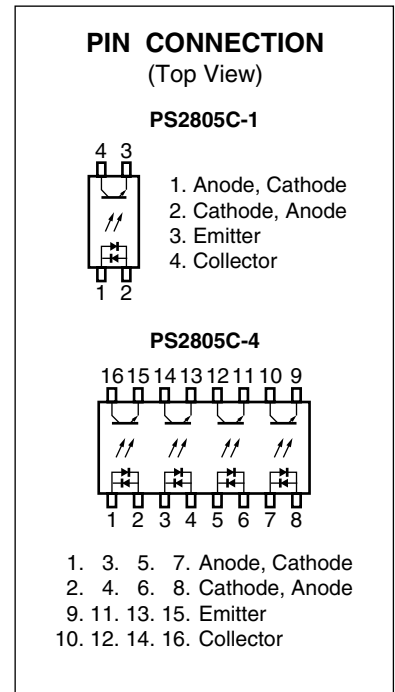 PIN CONNECTION
(Top View)
PS2805C-1
4 3
1. Anode, Cathode
2. Cathode, Anode
3. Emitter
4. Collector
1 2
PS2805C-4
16 15 14 13 12 11 10 9
1 2 3 4 5 6 7 8
1. 3. 5. 7. Anode, Cathode
2. 4. 6. 8. Cathode, Anode
9. 11. 13. 15. Emitter
10. 12. 14. 16. Collector